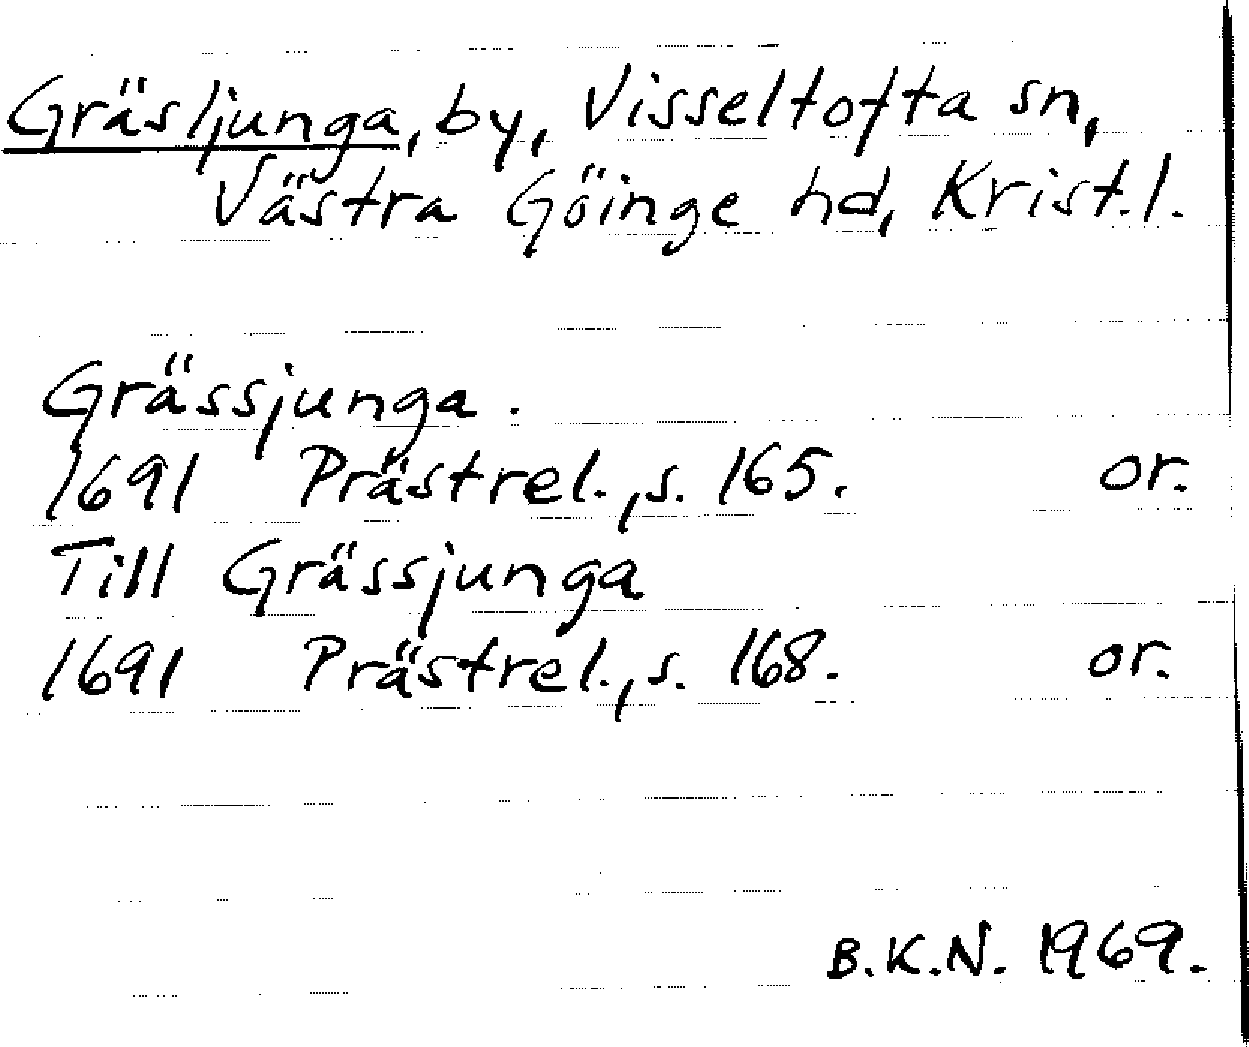 Gräsljunga, by, Visseltofta sn,
Västra Göinge hd, Krist.l.
Grässjunga.
1691 Prästrel., s. 165. or.
Till Grässjunga
1691 Prästrel., s. 168. or.
B.K.N. 1969.